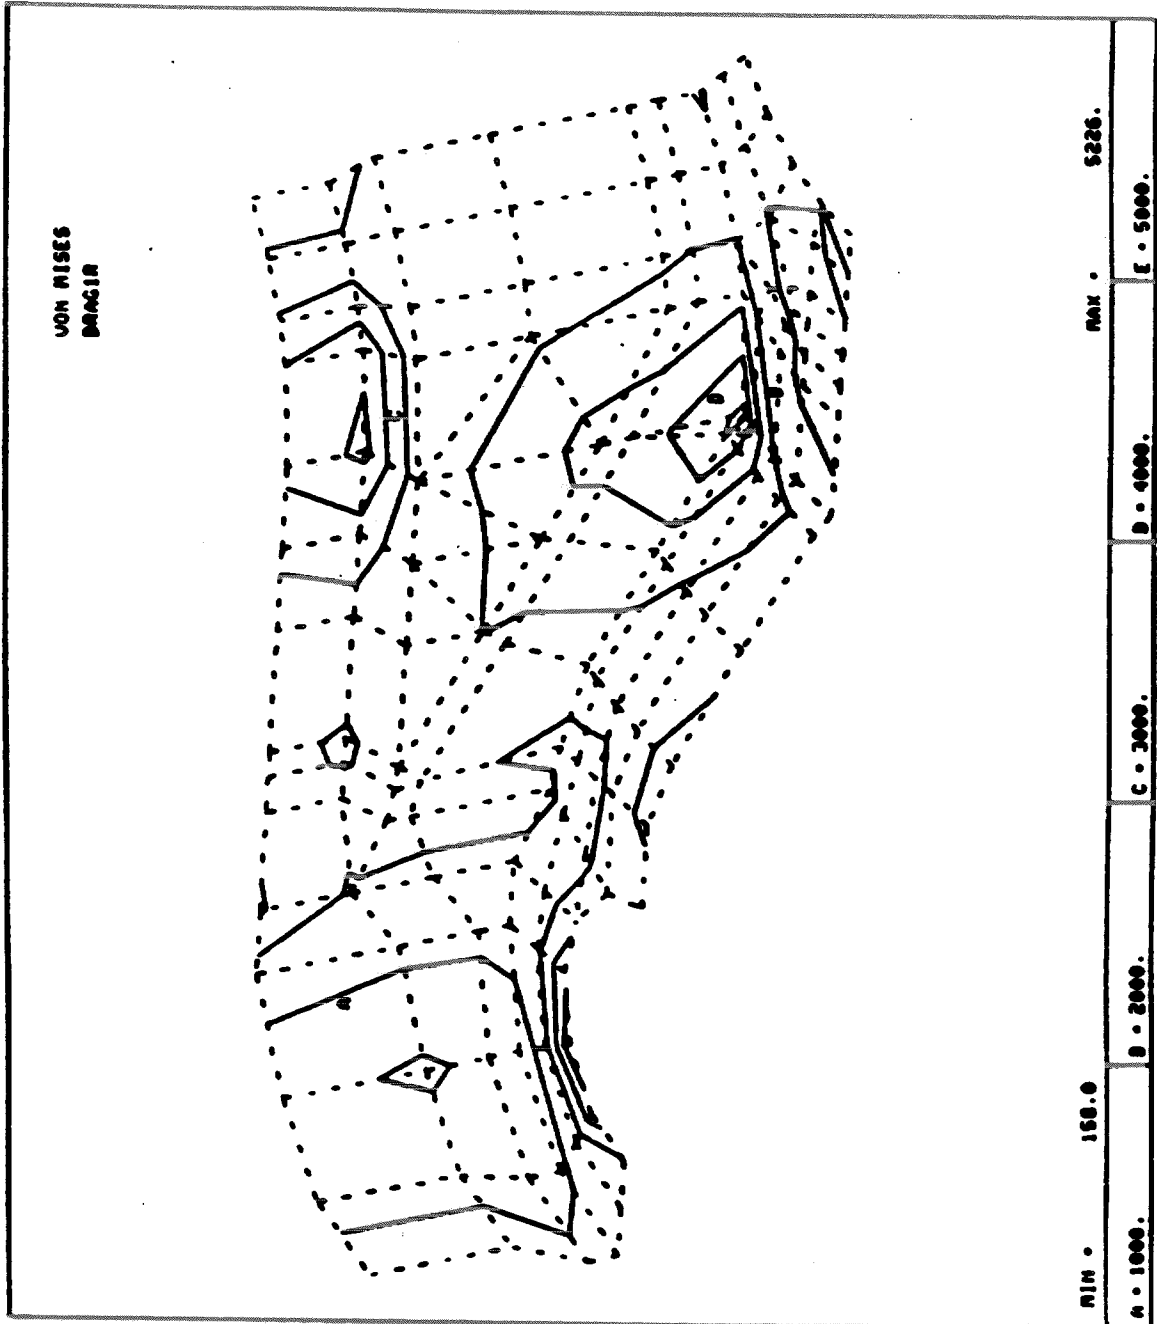 VON MISES
MIN = 158.0
MAX = 5226.
A = 1000.
B = 2000.
C = 3000.
D = 4000.
E = 5000.
A
C
D